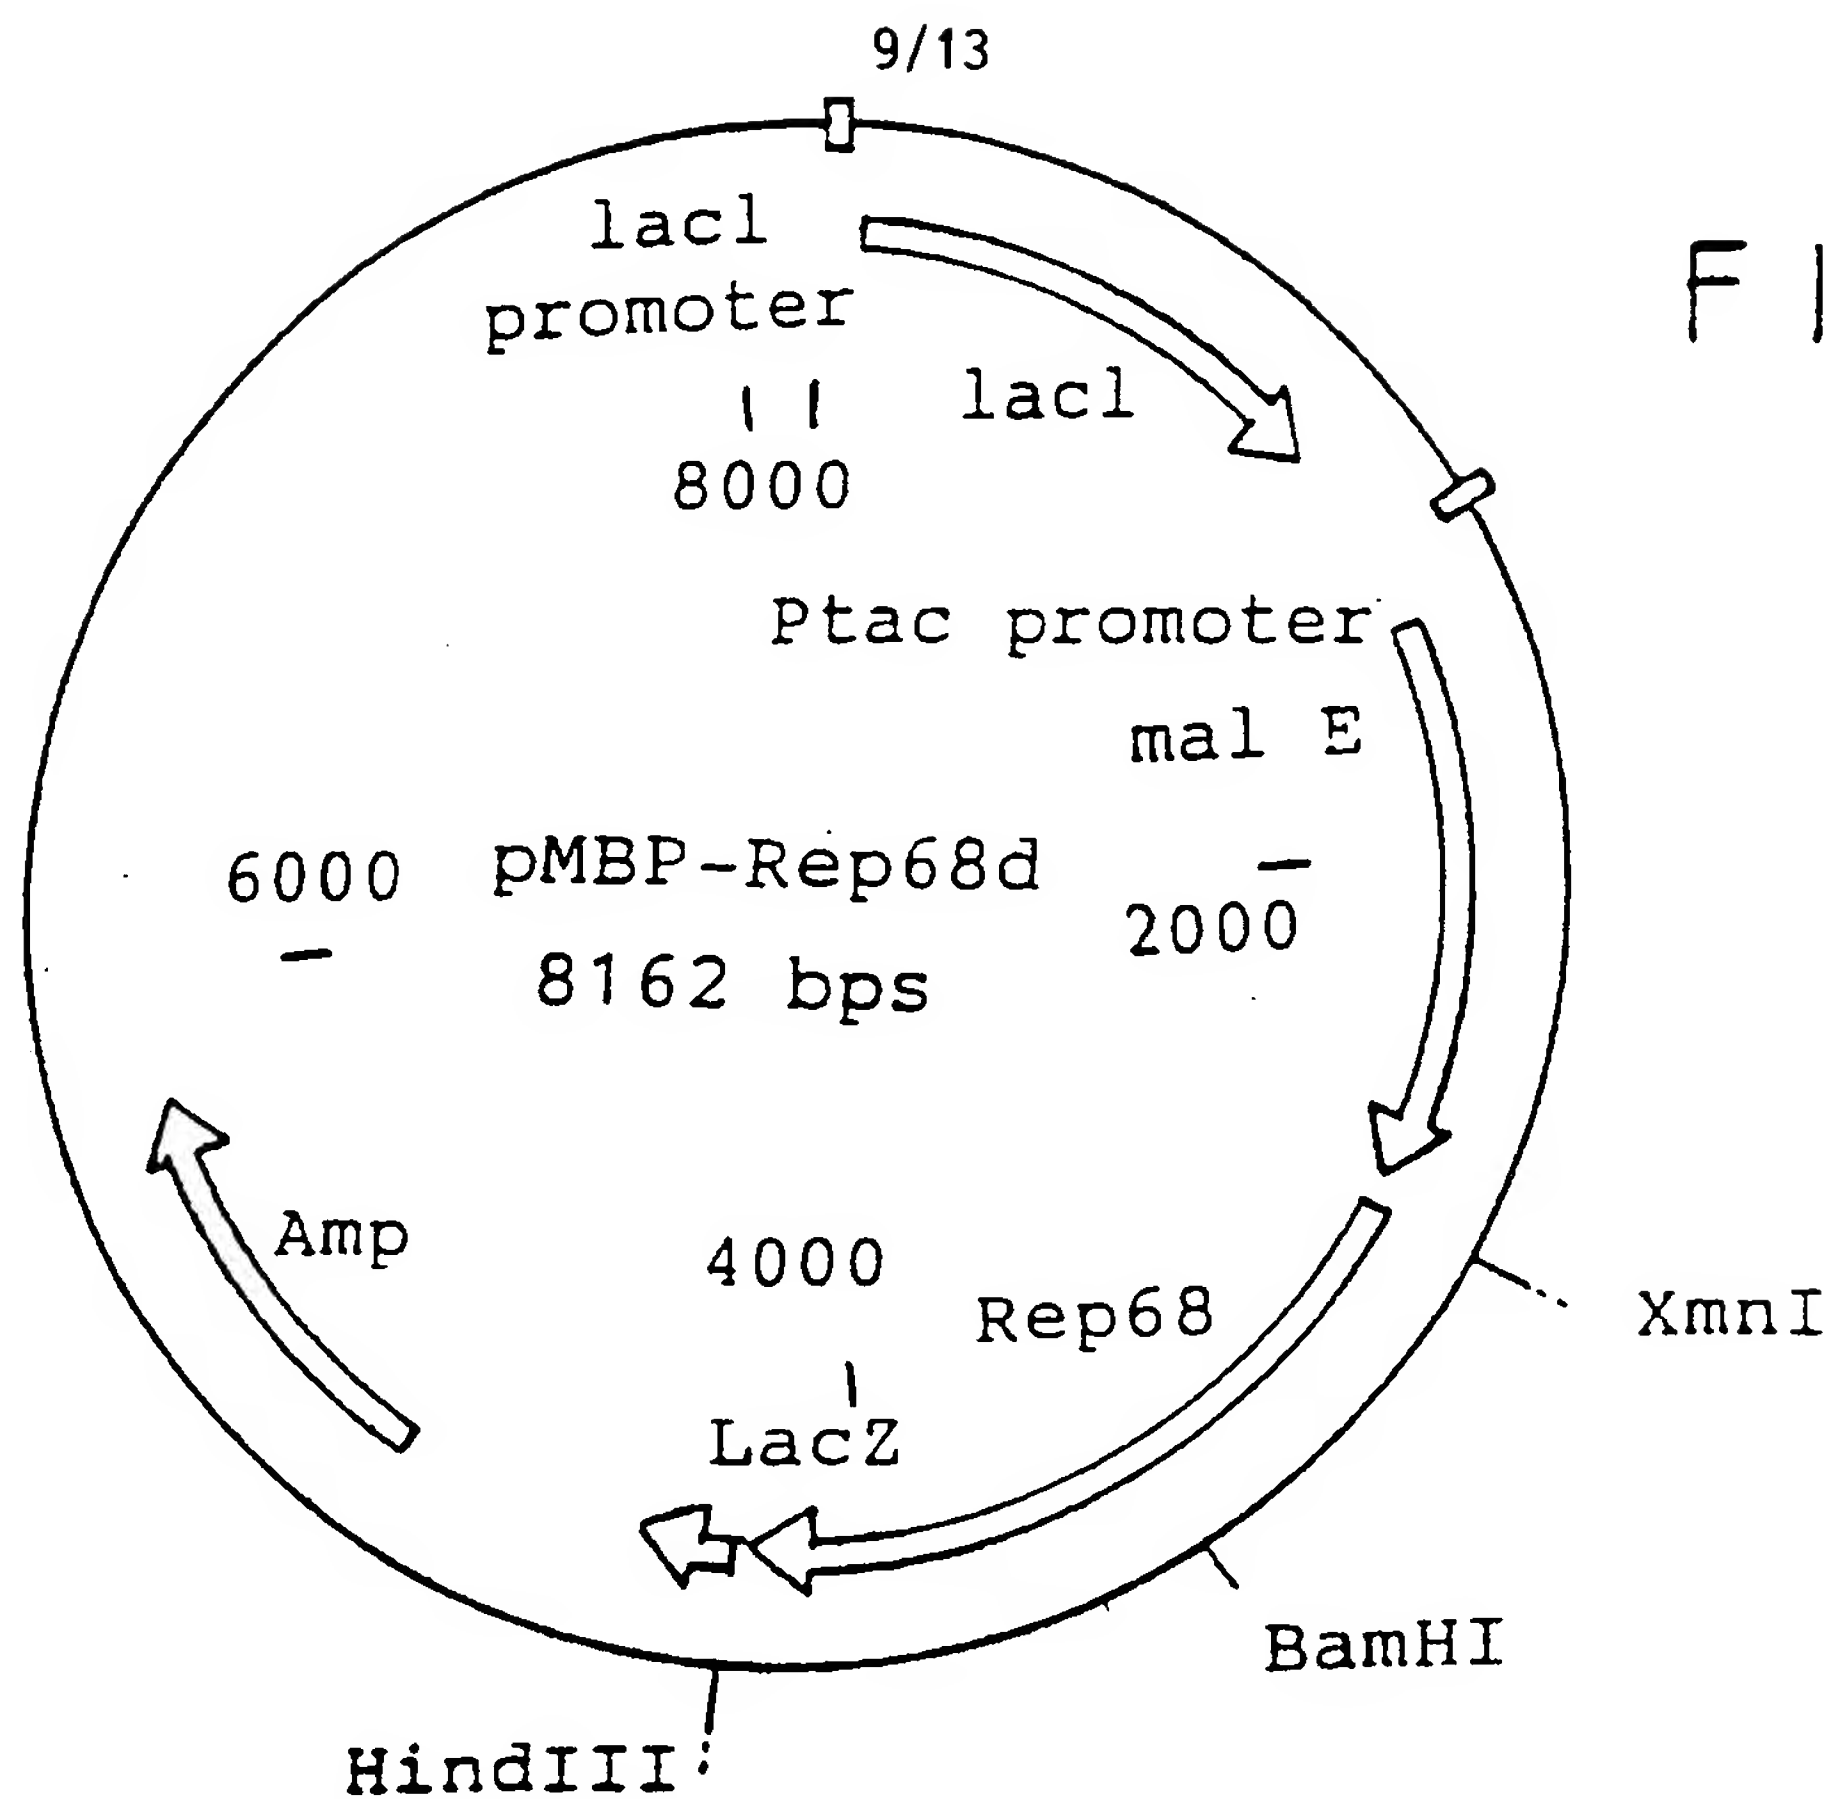 9/13
lacl
promoter
F I
lacl
8000
Ptac promoter
mal E
6000
pMBP-Rep68d
2000
8162 bps
Amp
4000
Rep68
XmnI
LacZ
BamHI
HindIII